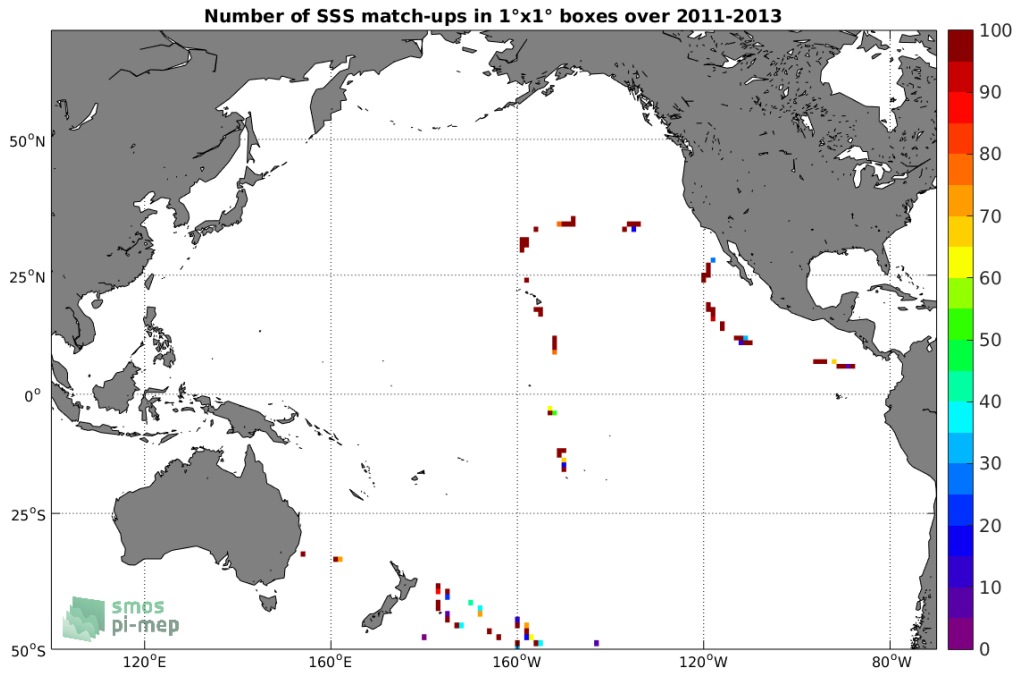 Number of SSS match-ups in 1°x1° boxes over 2011-2013
50°N
25°N
0°
25°S
50°S
120°E
160°E
160°W
120°W
80°W
100
90
80
70
60
50
40
30
20
10
0
smos
pi-mep